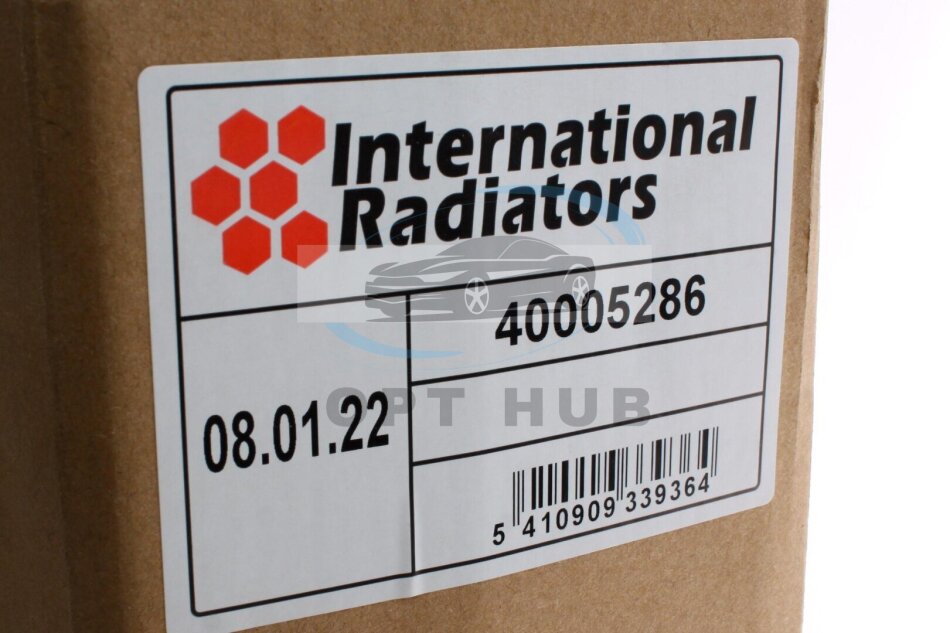 International
Radiators
40005286
OPT HUB
08.01.22
5 410909 339364